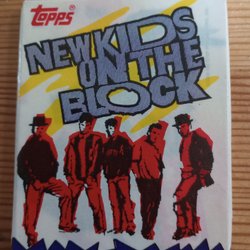 Topps®
NEW KIDS
ON THE
BLOCK